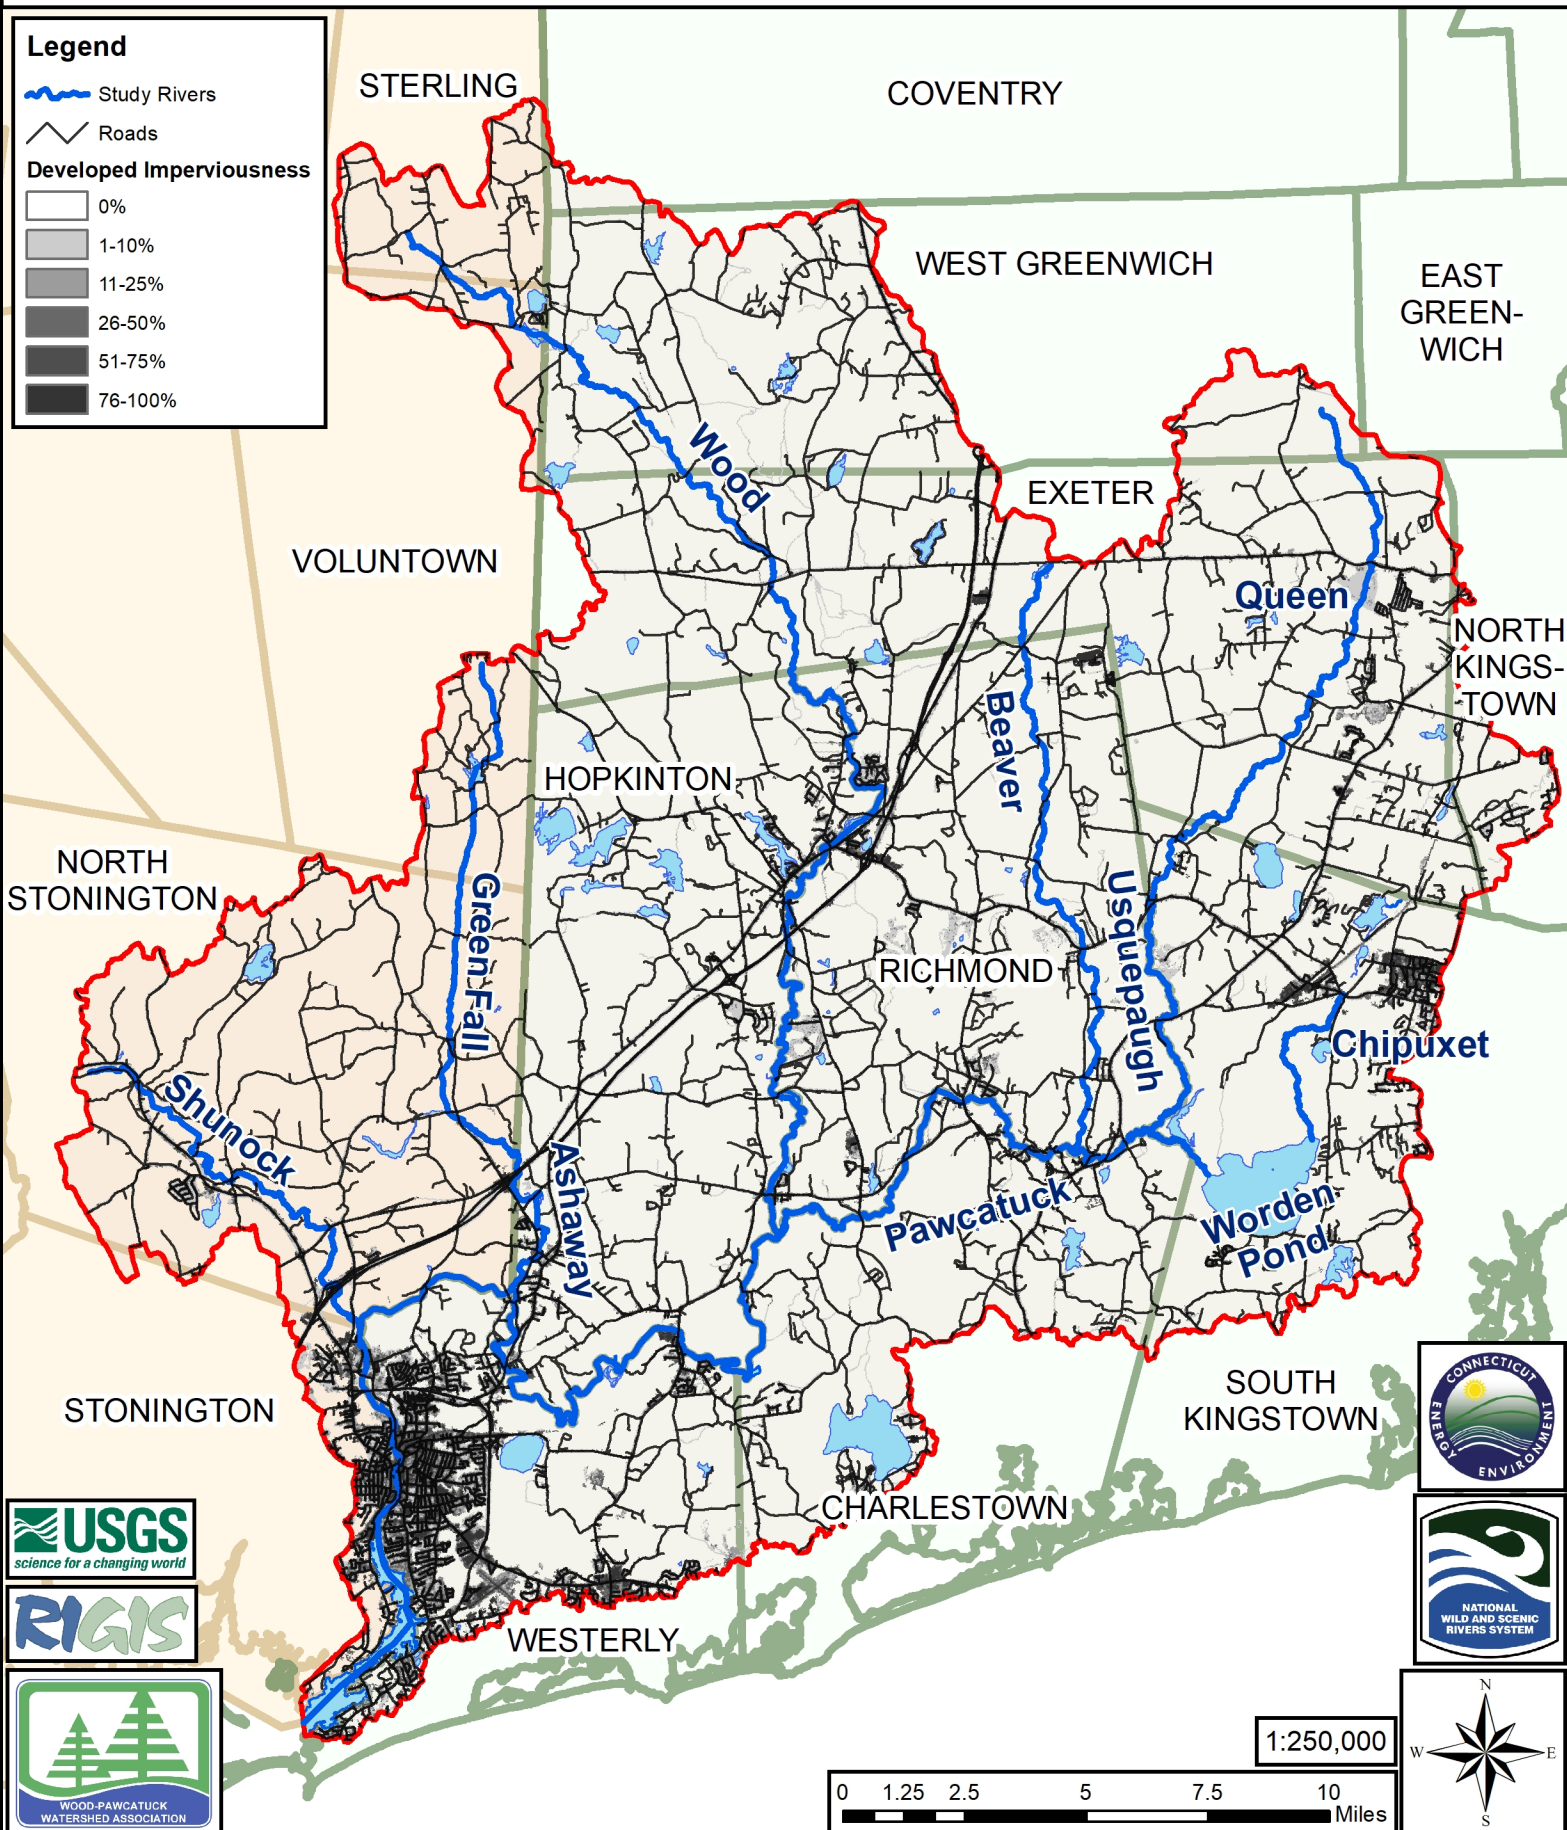 Legend
Study Rivers
Roads
Developed Imperviousness
0%
1-10%
11-25%
26-50%
51-75%
76-100%
STERLING
COVENTRY
WEST GREENWICH
EAST
GREEN-
WICH
Wood
EXETER
VOLUNTOWN
Queen
NORTH
KINGS-
TOWN
Beaver
HOPKINTON
NORTH
STONINGTON
Green Fall
Usquepaugh
RICHMOND
Chipuxet
Shunock
Ashaway
Pawcatuck
Worden
Pond
STONINGTON
SOUTH
KINGSTOWN
CHARLESTOWN
WESTERLY
CONNECTICUT
ENERGY
ENVIRONMENT
USGS
science for a changing world
RIGIS
WOOD-PAWCATUCK
WATERSHED ASSOCIATION
NATIONAL
WILD AND SCENIC
RIVERS SYSTEM
N
W
E
S
1:250,000
0 1.25 2.5 5 7.5 10
Miles